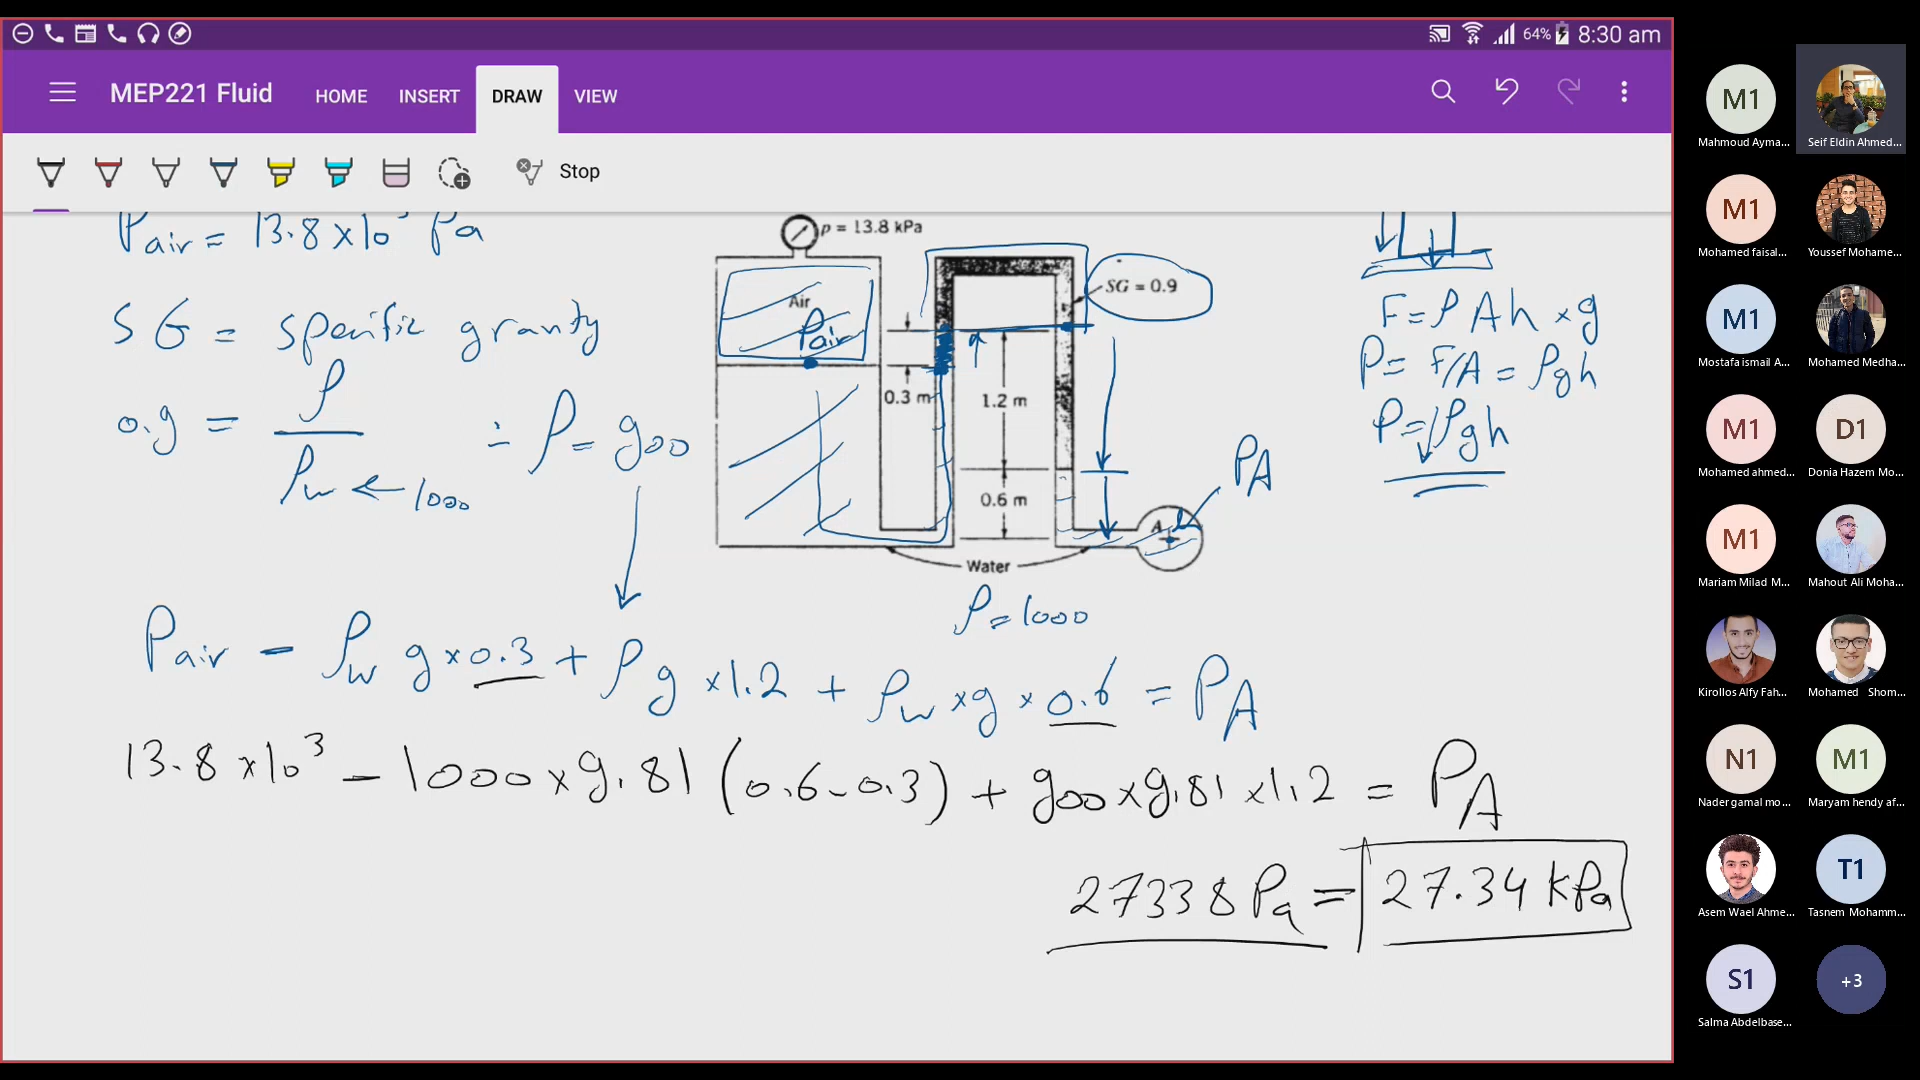 64% 8:30 am
MEP221 Fluid HOME INSERT DRAW VIEW
Stop
Pair = 13.8 x10³ Pa
p = 13.8 kPa
Air
Pair
SG = 0.9
0.3 m
1.2 m
0.6 m
A
Water
PA
ρ = 1000
SG = specific gravity
0.9 = ρ / ρw ← 1000 ∴ ρ = 900
F = ρ A h x g
P = F/A = ρgh
P = ρgh
Pair - ρw g x 0.3 + ρg x 1.2 + ρw x g x 0.6 = PA
13.8 x10³ - 1000 x 9.81 (0.6 - 0.3) + 900 x 9.81 x 1.2 = PA
27338 Pa = 27.34 kPa
M1
Mahmoud Ayma... Seif Eldin Ahmed...
M1
Mohamed faisal... Youssef Mohame...
M1
Mostafa ismail A... Mohamed Medha...
M1 D1
Mohamed ahmed... Donia Hazem Mo...
M1
Mariam Milad M... Mahout Ali Moha...
Kirollos Alfy Fah... Mohamed Shom...
N1 M1
Nader gamal mo... Maryam hendy af...
T1
Asem Wael Ahme... Tasnem Mohamm...
S1 +3
Salma Abdelbase...